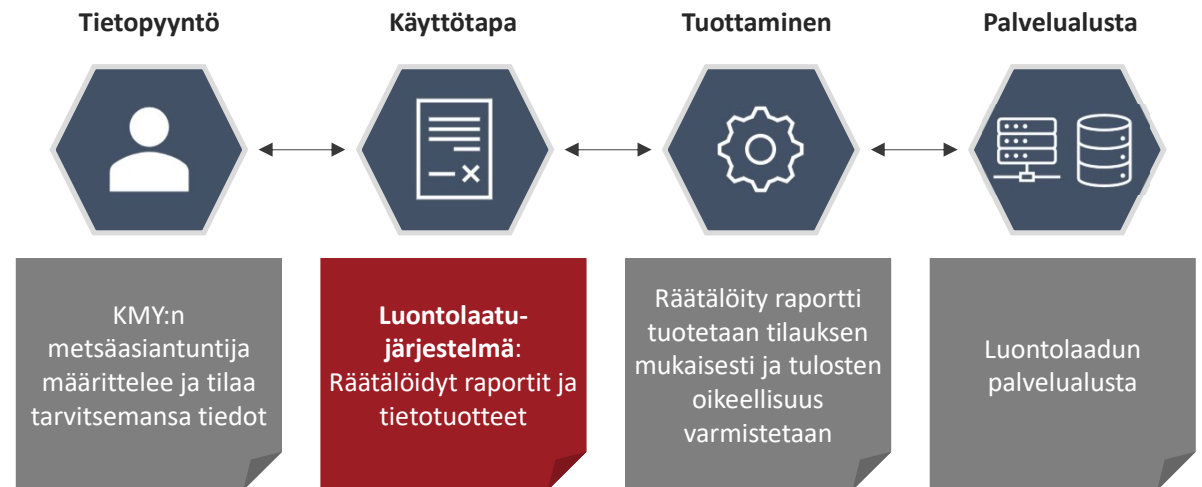 Tietopyyntö
Käyttötapa
Tuottaminen
Palvelualusta
KMY:n
metsäasiantuntija
määrittelee ja tilaa
tarvitsemansa tiedot
Luontolaatu-
järjestelmä:
Räätälöidyt raportit ja
tietotuotteet
Räätälöity raportti
tuotetaan tilauksen
mukaisesti ja tulosten
oikeellisuus
varmistetaan
Luontolaadun
palvelualusta